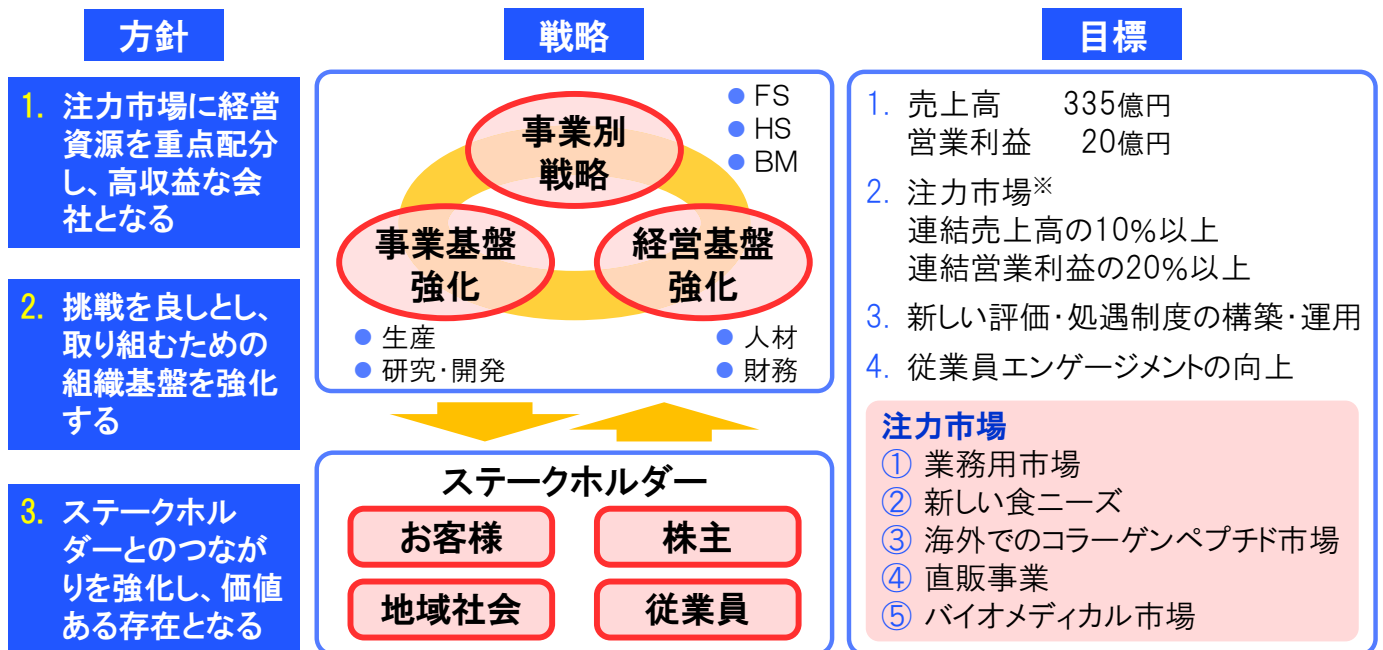 方針
1. 注力市場に経営
資源を重点配分
し、高収益な会
社となる
2. 挑戦を良しとし、
取り組むための
組織基盤を強化
する
3. ステークホル
ダーとのつなが
りを強化し、価値
ある存在となる
戦略
事業別
戦略
● FS
● HS
● BM
事業基盤
強化
経営基盤
強化
● 生産
● 研究・開発
● 人材
● 財務
ステークホルダー
お客様
株主
地域社会
従業員
目標
1. 売上高 335億円
営業利益 20億円
2. 注力市場※
連結売上高の10%以上
連結営業利益の20%以上
3. 新しい評価・処遇制度の構築・運用
4. 従業員エンゲージメントの向上
注力市場
① 業務用市場
② 新しい食ニーズ
③ 海外でのコラーゲンペプチド市場
④ 直販事業
⑤ バイオメディカル市場